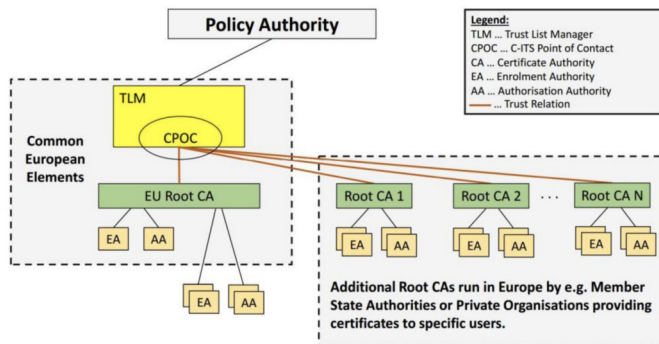 Policy Authority
Legend:
TLM ... Trust List Manager
CPOC ... C-ITS Point of Contact
CA ... Certificate Authority
EA ... Enrolment Authority
AA ... Authorisation Authority
... Trust Relation
TLM
CPOC
Common
European
Elements
EU Root CA
Root CA 1
Root CA 2
...
Root CA N
EA
AA
EA
AA
EA
AA
EA
AA
EA
AA
Additional Root CAs run in Europe by e.g. Member
State Authorities or Private Organisations providing
certificates to specific users.